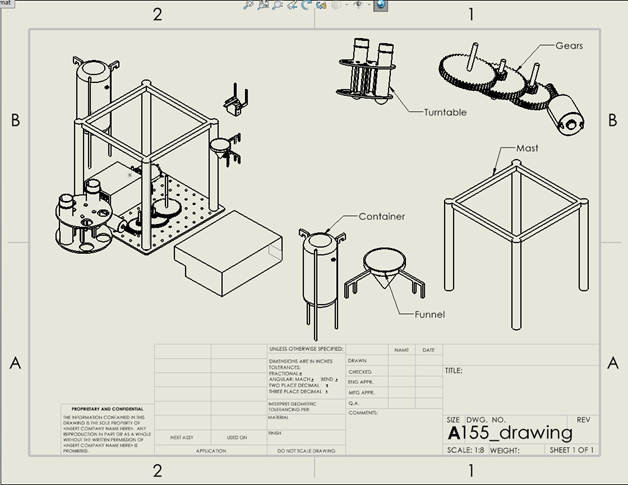 mat
2
1
B
B
Gears
Turntable
Mast
Container
Funnel
A
A
UNLESS OTHERWISE SPECIFIED:
NAME
DATE
DIMENSIONS ARE IN INCHES
TOLERANCES:
FRACTIONAL±
ANGULAR: MACH± BEND ±
TWO PLACE DECIMAL ±
THREE PLACE DECIMAL ±
DRAWN
CHECKED
ENG APPR.
MFG APPR.
Q.A.
COMMENTS:
TITLE:
INTERPRET GEOMETRIC
TOLERANCING PER:
MATERIAL
FINISH
PROPRIETARY AND CONFIDENTIAL
THE INFORMATION CONTAINED IN THIS
DRAWING IS THE SOLE PROPERTY OF
<INSERT COMPANY NAME HERE>. ANY
REPRODUCTION IN PART OR AS A WHOLE
WITHOUT THE WRITTEN PERMISSION OF
<INSERT COMPANY NAME HERE> IS
PROHIBITED.
NEXT ASSY
USED ON
APPLICATION
DO NOT SCALE DRAWING
SIZE DWG. NO. REV
A155_drawing
SCALE: 1:8 WEIGHT: SHEET 1 OF 1
2
1